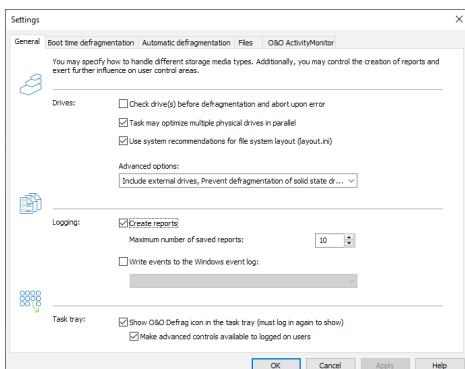 Settings
General Boot time defragmentation Automatic defragmentation Files O&O ActivityMonitor
You may specify how to handle different storage media types. Additionally, you may control the creation of reports and
exert further influence on user control areas.
Drives: Check drive(s) before defragmentation and abort upon error
Task may optimize multiple physical drives in parallel
Use system recommendations for file system layout (layout.ini)
Advanced options:
Include external drives, Prevent defragmentation of solid state dr...
Logging: Create reports
Maximum number of saved reports: 10
Write events to the Windows event log:
Task tray: Show O&O Defrag icon in the task tray (must log in again to show)
Make advanced controls available to logged on users
OK Cancel Apply Help